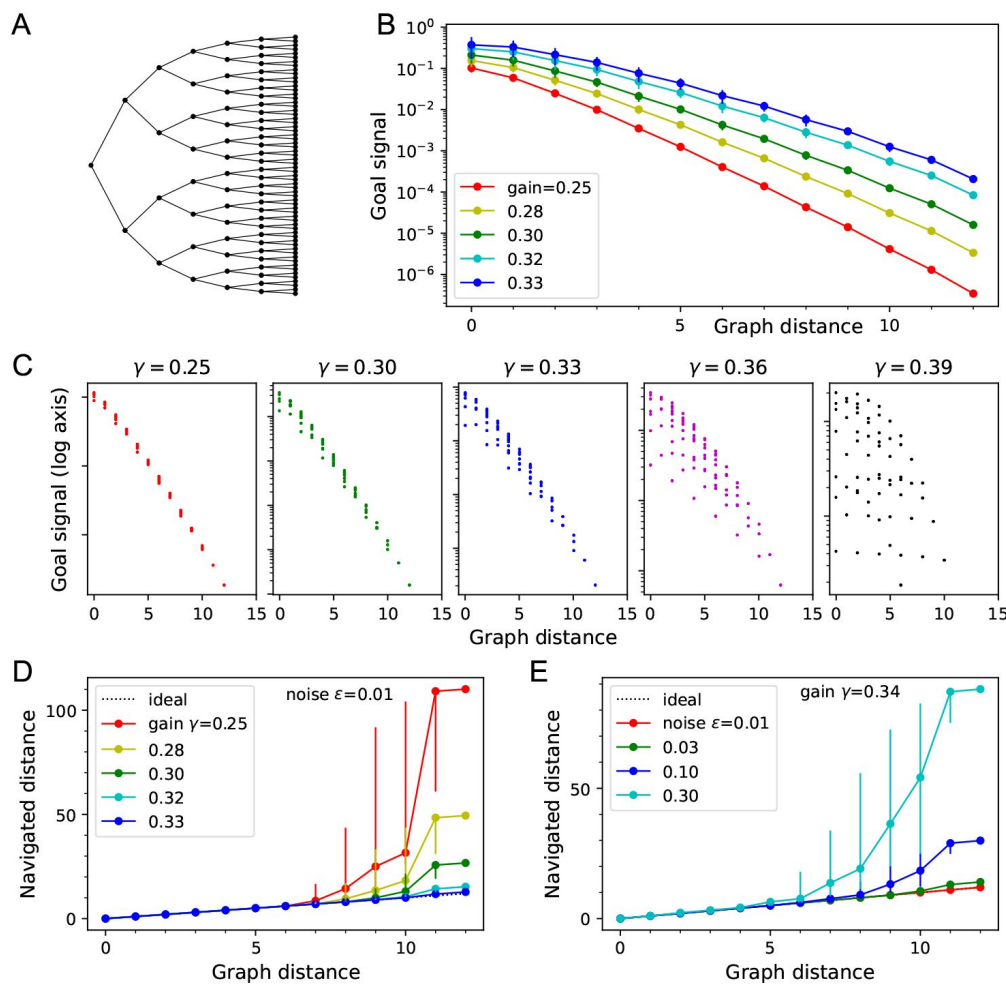 A
B
10⁰
10⁻¹
10⁻²
10⁻³
10⁻⁴
10⁻⁵
10⁻⁶
Goal signal
gain=0.25
0.28
0.30
0.32
0.33
0 5 10
Graph distance
C
γ = 0.25 γ = 0.30 γ = 0.33 γ = 0.36 γ = 0.39
Goal signal (log axis)
0 5 10 15 0 5 10 15 0 5 10 15 0 5 10 15 0 5 10 15
Graph distance
D
100
50
0
Navigated distance
ideal
gain γ=0.25
0.28
0.30
0.32
0.33
noise ε=0.01
0 5 10
Graph distance
E
50
0
Navigated distance
ideal
noise ε=0.01
0.03
0.10
0.30
gain γ=0.34
0 5 10
Graph distance